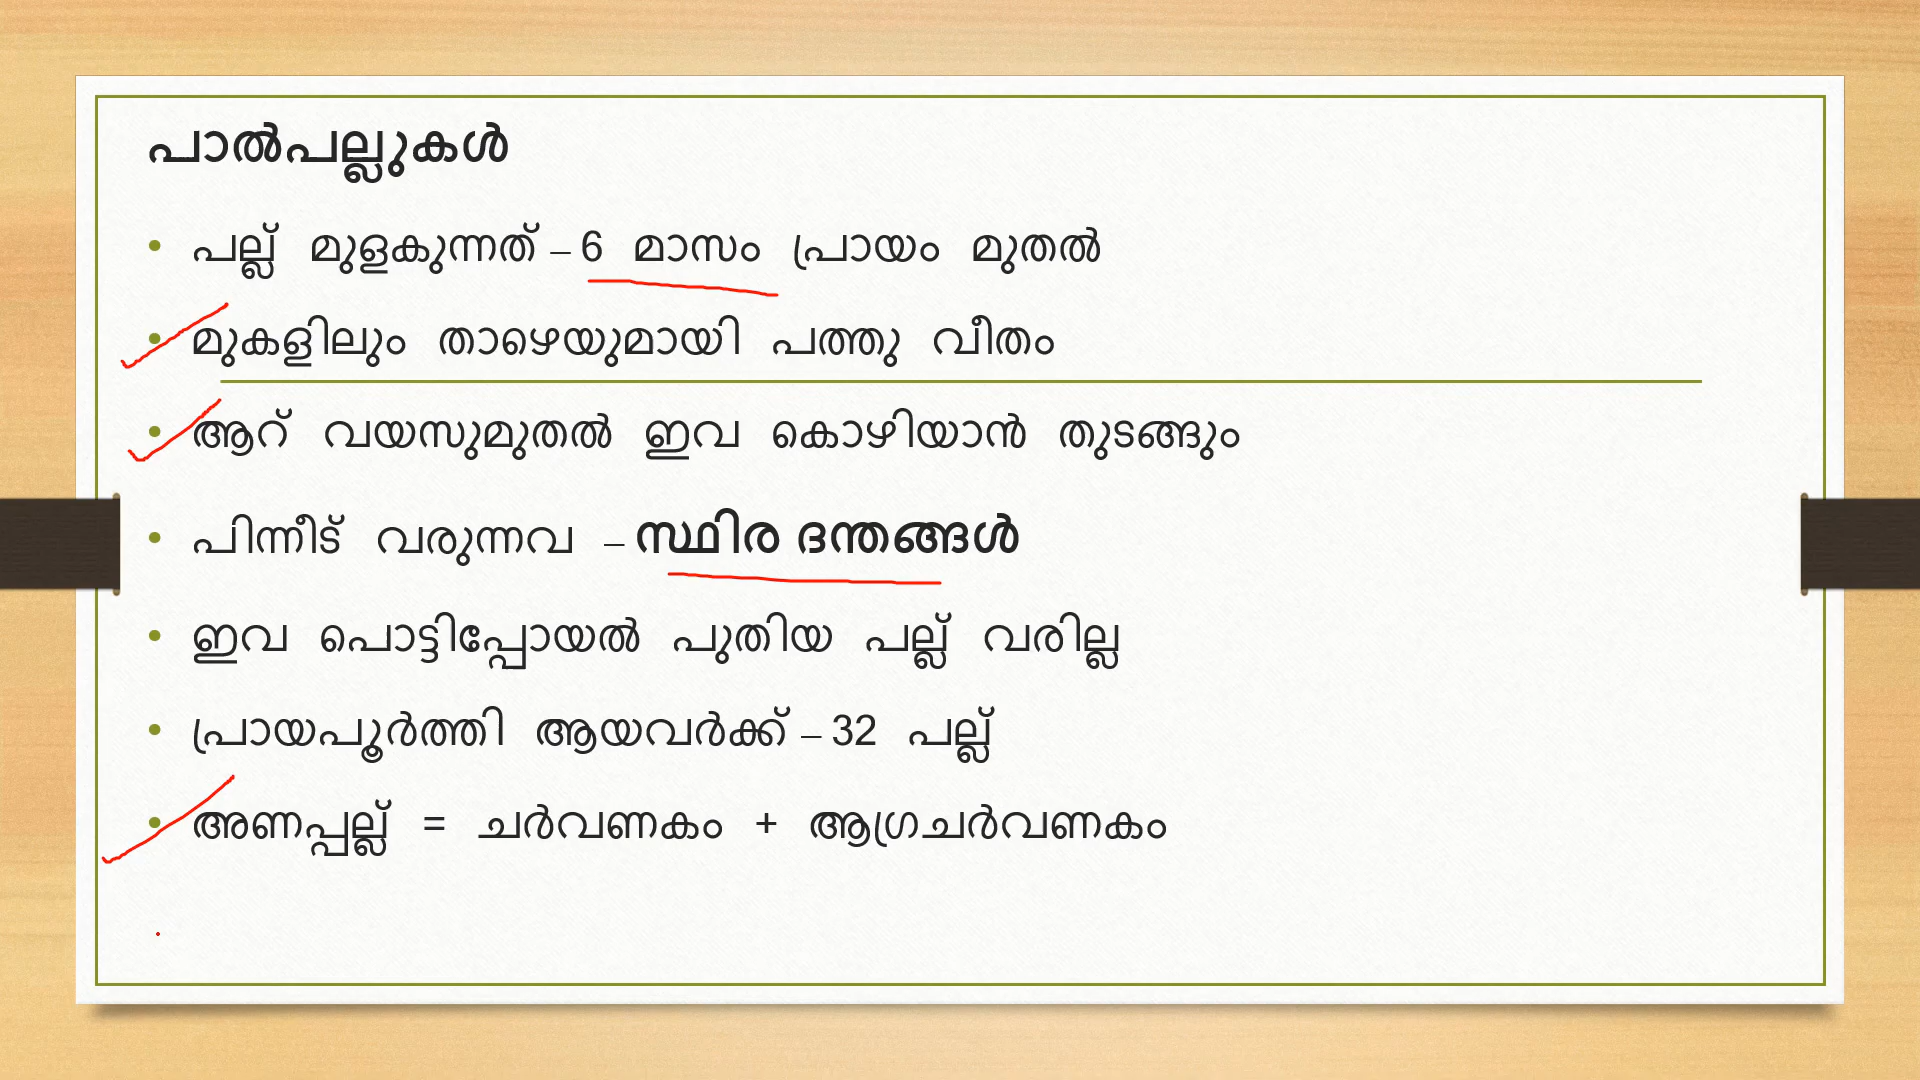 പാൽപല്ലുകൾ
• പല്ല് മുളകുന്നത് – 6 മാസം പ്രായം മുതൽ
• മുകളിലും താഴെയുമായി പത്തു വീതം
• ആറ് വയസുമുതൽ ഇവ കൊഴിയാൻ തുടങ്ങും
• പിന്നീട് വരുന്നവ – സ്ഥിര ദന്തങ്ങൾ
• ഇവ പൊട്ടിപ്പോയൽ പുതിയ പല്ല് വരില്ല
• പ്രായപൂർത്തി ആയവർക്ക് – 32 പല്ല്
• അണപ്പല്ല് = ചർവണകം + ആഗ്രചർവണകം